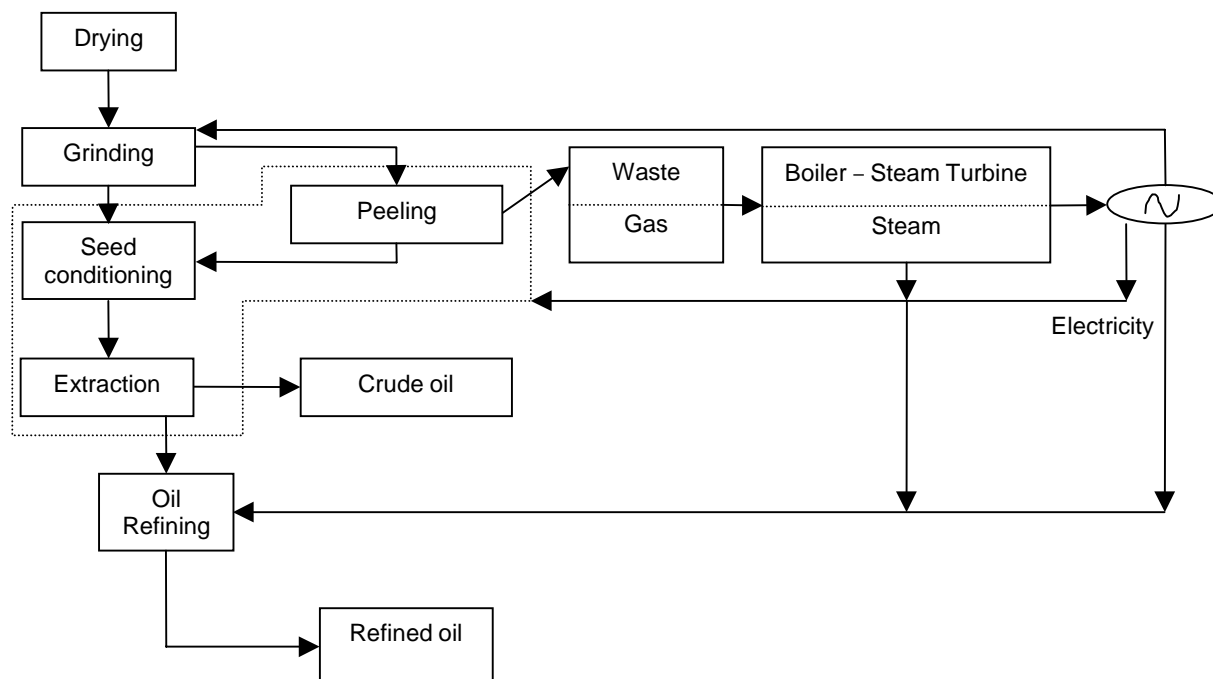 Drying
Grinding
Peeling
Waste
Gas
Boiler – Steam Turbine
Steam
Seed
conditioning
Electricity
Extraction
Crude oil
Oil
Refining
Refined oil